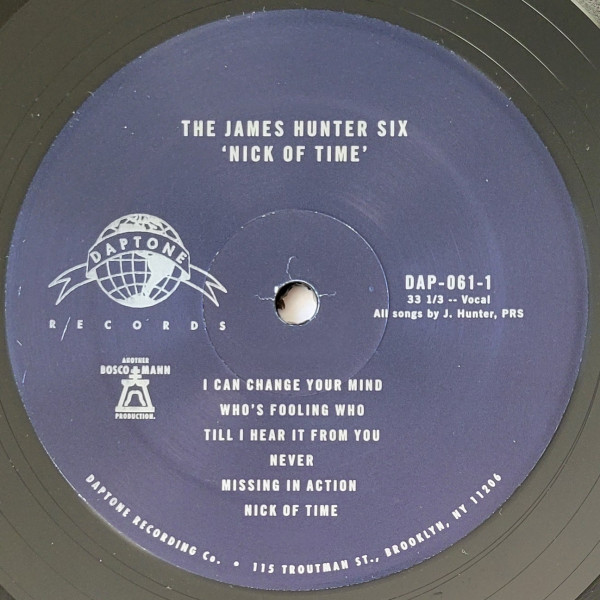 THE JAMES HUNTER SIX
'NICK OF TIME'
DAPTONE
RECORDS
DAP-061-1
33 1/3 -- Vocal
All songs by J. Hunter, PRS
ANOTHER
BOSCO MANN
PRODUCTION.
I CAN CHANGE YOUR MIND
WHO'S FOOLING WHO
TILL I HEAR IT FROM YOU
NEVER
MISSING IN ACTION
NICK OF TIME
DAPTONE RECORDING Co. • 115 TROUTMAN ST., BROOKLYN, NY 11206